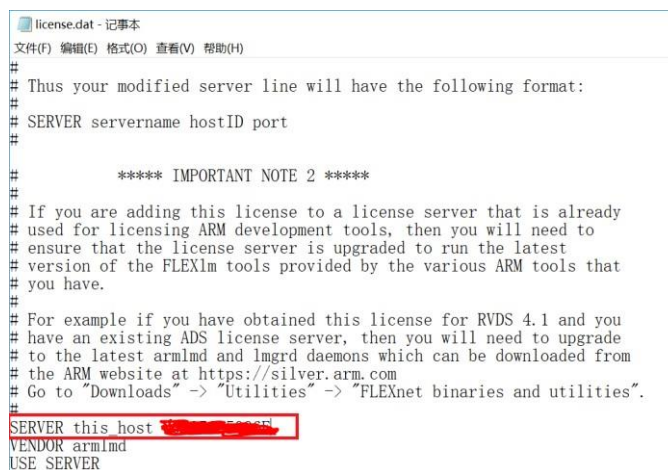 license.dat - 记事本
文件(F) 编辑(E) 格式(O) 查看(V) 帮助(H)
#
# Thus your modified server line will have the following format:
#
# SERVER servername hostID port
#
# ***** IMPORTANT NOTE 2 *****
#
# If you are adding this license to a license server that is already
# used for licensing ARM development tools, then you will need to
# ensure that the license server is upgraded to run the latest
# version of the FLEXlm tools provided by the various ARM tools that
# you have.
#
# For example if you have obtained this license for RVDS 4.1 and you
# have an existing ADS license server, then you will need to upgrade
# to the latest armlmd and lmgrd daemons which can be downloaded from
# the ARM website at https://silver.arm.com
# Go to "Downloads" -> "Utilities" -> "FLEXnet binaries and utilities".
#
SERVER this_host
VENDOR armlmd
USE SERVER